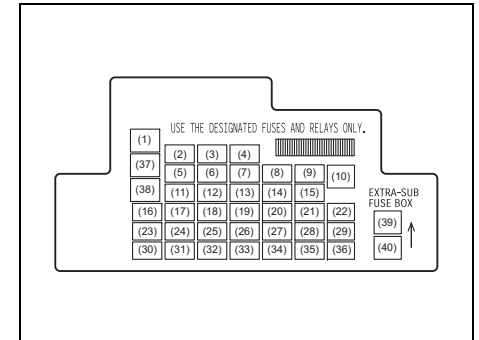 USE THE DESIGNATED FUSES AND RELAYS ONLY.
(1)
(37)
(2) (3) (4)
(5) (6) (7) (8) (9) (10)
(38)
(11) (12) (13) (14) (15)
EXTRA-SUB
FUSE BOX
(16) (17) (18) (19) (20) (21) (22)
(39)
(23) (24) (25) (26) (27) (28) (29)
(30) (31) (32) (33) (34) (35) (36)
(40)